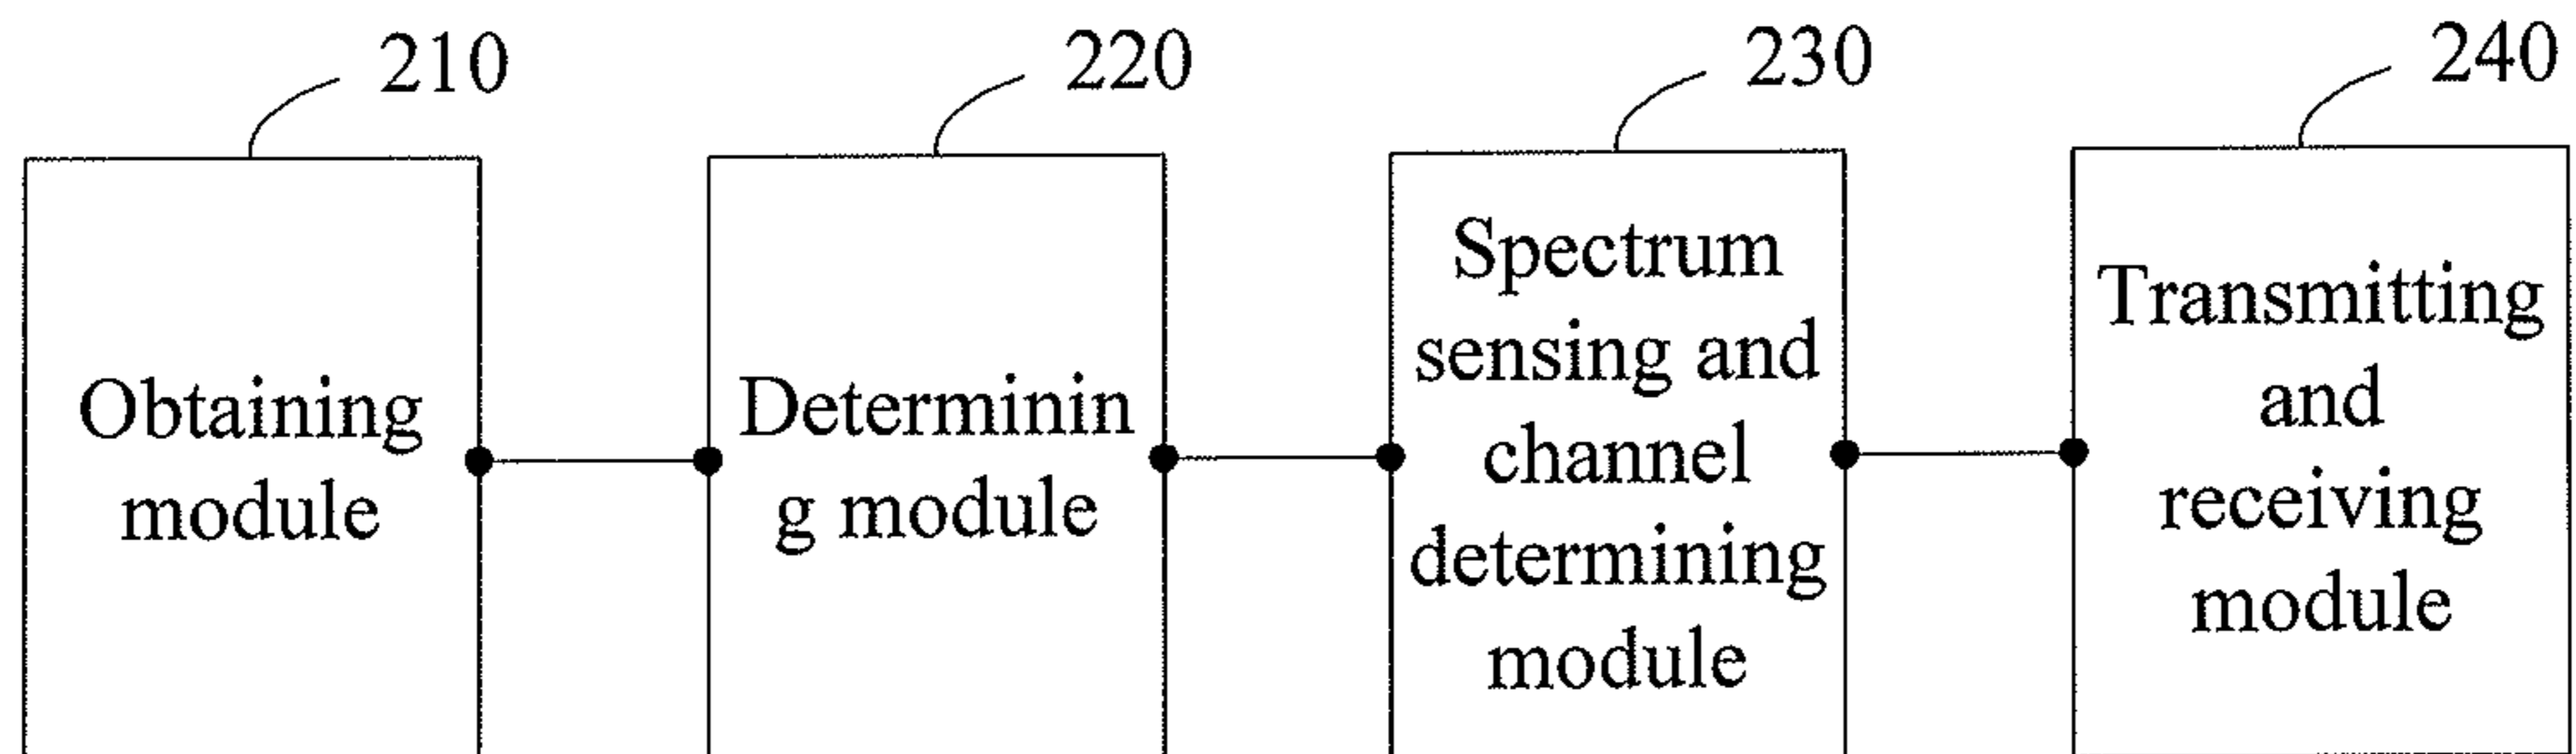 210
220
230
240
Obtaining
module
Determinin
g module
Spectrum
sensing and
channel
determining
module
Transmitting
and
receiving
module